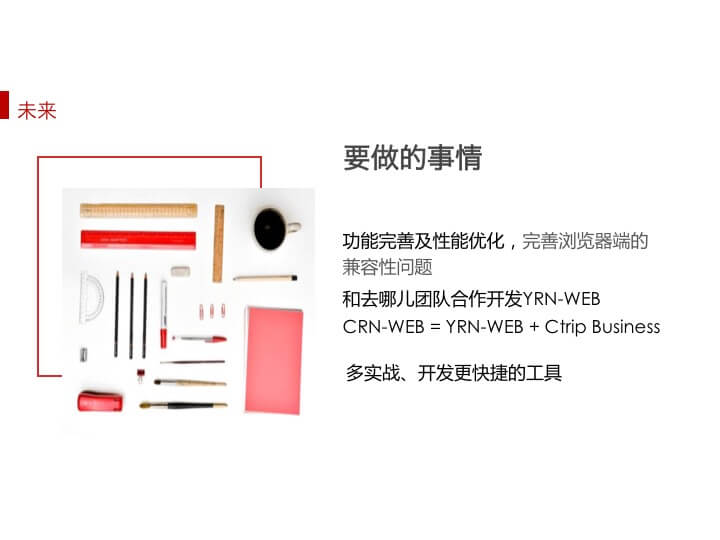 未来
要做的事情
功能完善及性能优化，完善浏览器端的
兼容性问题
和去哪儿团队合作开发YRN-WEB
CRN-WEB = YRN-WEB + Ctrip Business
多实战、开发更快捷的工具